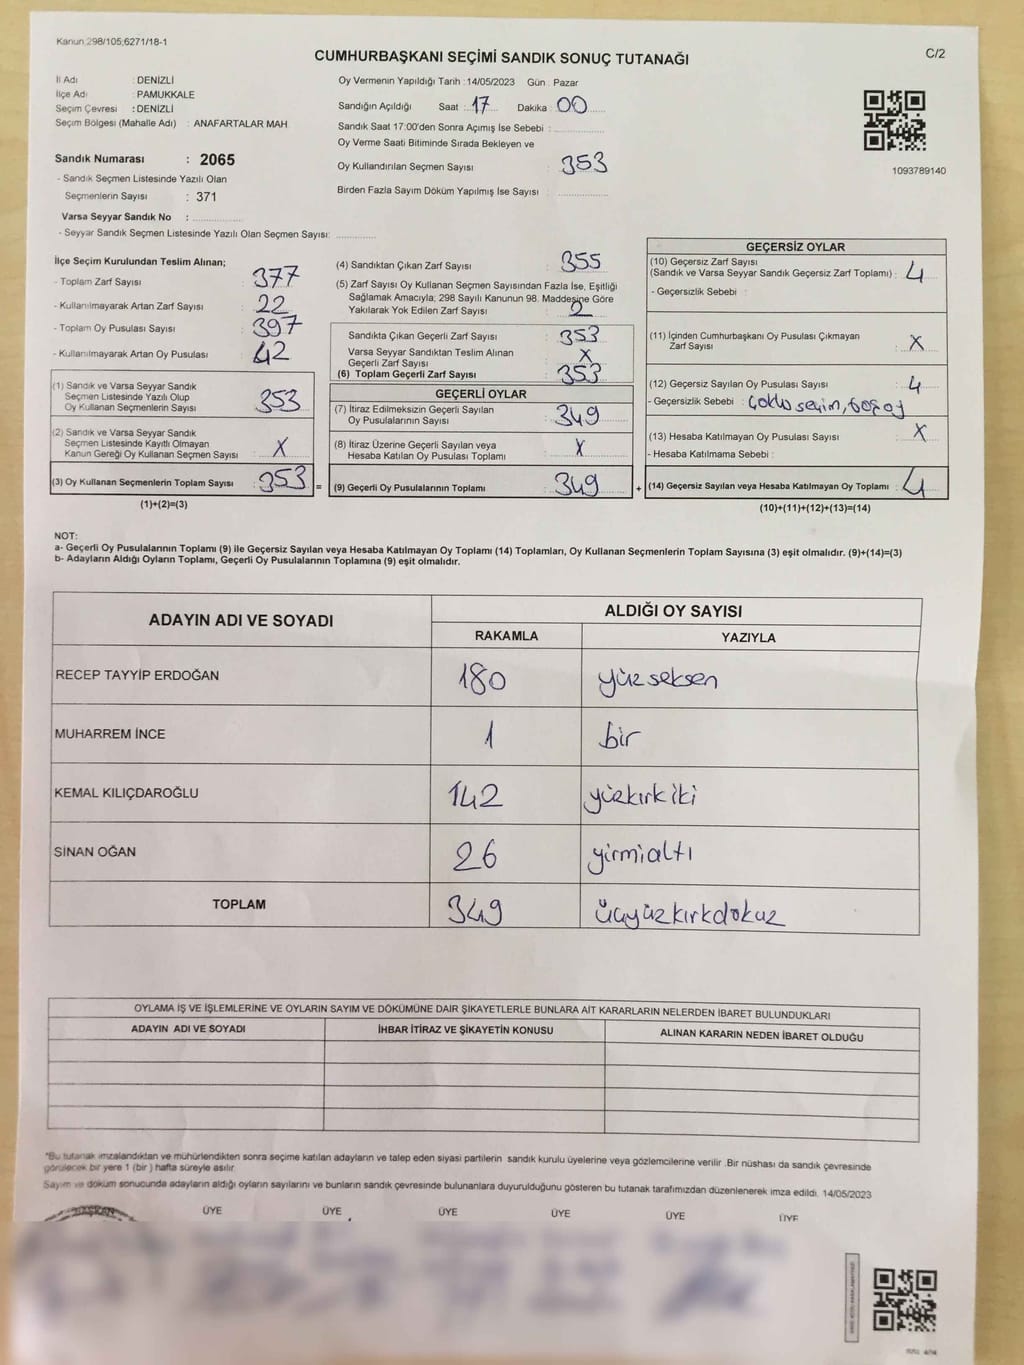 Kanun;298/105;6271/18-1
CUMHURBAŞKANI SEÇİMİ SANDIK SONUÇ TUTANAĞI
C/2
İl Adı : DENİZLİ
İlçe Adı : PAMUKKALE
Seçim Çevresi : DENİZLİ
Seçim Bölgesi (Mahalle Adı) : ANAFARTALAR MAH
Sandık Numarası : 2065
- Sandık Seçmen Listesinde Yazılı Olan
Seçmenlerin Sayısı : 371
Varsa Seyyar Sandık No :
- Seyyar Sandık Seçmen Listesinde Yazılı Olan Seçmen Sayısı:
Oy Vermenin Yapıldığı Tarih :14/05/2023 Gün : Pazar
Sandığın Açıldığı Saat : 17 Dakika : 00
Sandık Saat 17:00'den Sonra Açımış İse Sebebi :
Oy Verme Saati Bitiminde Sırada Bekleyen ve
Oy Kullandırılan Seçmen Sayısı : 353
Birden Fazla Sayım Döküm Yapılmış İse Sayısı :
1093789140
İlçe Seçim Kurulundan Teslim Alınan;
- Toplam Zarf Sayısı : 377
- Kullanılmayarak Artan Zarf Sayısı : 22
- Toplam Oy Pusulası Sayısı : 397
- Kullanılmayarak Artan Oy Pusulası : 42
(1) Sandık ve Varsa Seyyar Sandık
Seçmen Listesinde Yazılı Olup
Oy Kullanan Seçmenlerin Sayısı : 353
(2) Sandık ve Varsa Seyyar Sandık
Seçmen Listesinde Kayıtlı Olmayan
Kanun Gereği Oy Kullanan Seçmen Sayısı : X
(3) Oy Kullanan Seçmenlerin Toplam Sayısı : 353 =
(1)+(2)=(3)
(4) Sandıktan Çıkan Zarf Sayısı : 355
(5) Zarf Sayısı Oy Kullanan Seçmen Sayısından Fazla İse, Eşitliği
Sağlamak Amacıyla; 298 Sayılı Kanunun 98. Maddesine Göre
Yakılarak Yok Edilen Zarf Sayısı : 2
Sandıkta Çıkan Geçerli Zarf Sayısı : 353
Varsa Seyyar Sandıktan Teslim Alınan
Geçerli Zarf Sayısı : X
(6) Toplam Geçerli Zarf Sayısı : 353
GEÇERLİ OYLAR
(7) İtiraz Edilmeksizin Geçerli Sayılan
Oy Pusulalarının Sayısı : 349
(8) İtiraz Üzerine Geçerli Sayılan veya
Hesaba Katılan Oy Pusulası Toplamı : X
(9) Geçerli Oy Pusulalarının Toplamı : 349 +
GEÇERSİZ OYLAR
(10) Geçersiz Zarf Sayısı
(Sandık ve Varsa Seyyar Sandık Geçersiz Zarf Toplamı) : 4
- Geçersizlik Sebebi :
(11) İçinden Cumhurbaşkanı Oy Pusulası Çıkmayan
Zarf Sayısı : X
(12) Geçersiz Sayılan Oy Pusulası Sayısı : 4
- Geçersizlik Sebebi : çoklu seçim, boş oy
(13) Hesaba Katılmayan Oy Pusulası Sayısı : X
- Hesaba Katılmama Sebebi :
(14) Geçersiz Sayılan veya Hesaba Katılmayan Oy Toplamı : 4
(10)+(11)+(12)+(13)=(14)
NOT:
a- Geçerli Oy Pusulalarının Toplamı (9) ile Geçersiz Sayılan veya Hesaba Katılmayan Oy Toplamı (14) Toplamları, Oy Kullanan Seçmenlerin Toplam Sayısına (3) eşit olmalıdır. (9)+(14)=(3)
b- Adayların Aldığı Oyların Toplamı, Geçerli Oy Pusulalarının Toplamına (9) eşit olmalıdır.
ADAYIN ADI VE SOYADI ALDIĞI OY SAYISI
RAKAMLA YAZIYLA
RECEP TAYYİP ERDOĞAN 180 yüzseksen
MUHARREM İNCE 1 bir
KEMAL KILIÇDAROĞLU 142 yüzkırkiki
SİNAN OĞAN 26 yirmialtı
TOPLAM 349 üçyüzkırkdokuz
OYLAMA İŞ VE İŞLEMLERİNE VE OYLARIN SAYIM VE DÖKÜMÜNE DAİR ŞİKAYETLERLE BUNLARA AİT KARARLARIN NELERDEN İBARET BULUNDUKLARI
ADAYIN ADI VE SOYADI İHBAR İTİRAZ VE ŞİKAYETİN KONUSU ALINAN KARARIN NEDEN İBARET OLDUĞU
*Bu tutanak imzalandıktan ve mühürlendikten sonra seçime katılan adayların ve talep eden siyasi partilerin sandık kurulu üyelerine veya gözlemcilerine verilir .Bir nüshası da sandık çevresinde
görülecek bir yere 1 (bir ) hafta süreyle asılır.
Sayım ve döküm sonucunda adayların aldığı oyların sayılarını ve bunların sandık çevresinde bulunanlara duyurulduğunu gösteren bu tutanak tarafımızdan düzenlenerek imza edildi. 14/05/2023
BAŞKAN ÜYE ÜYE ÜYE ÜYE ÜYE ÜYE